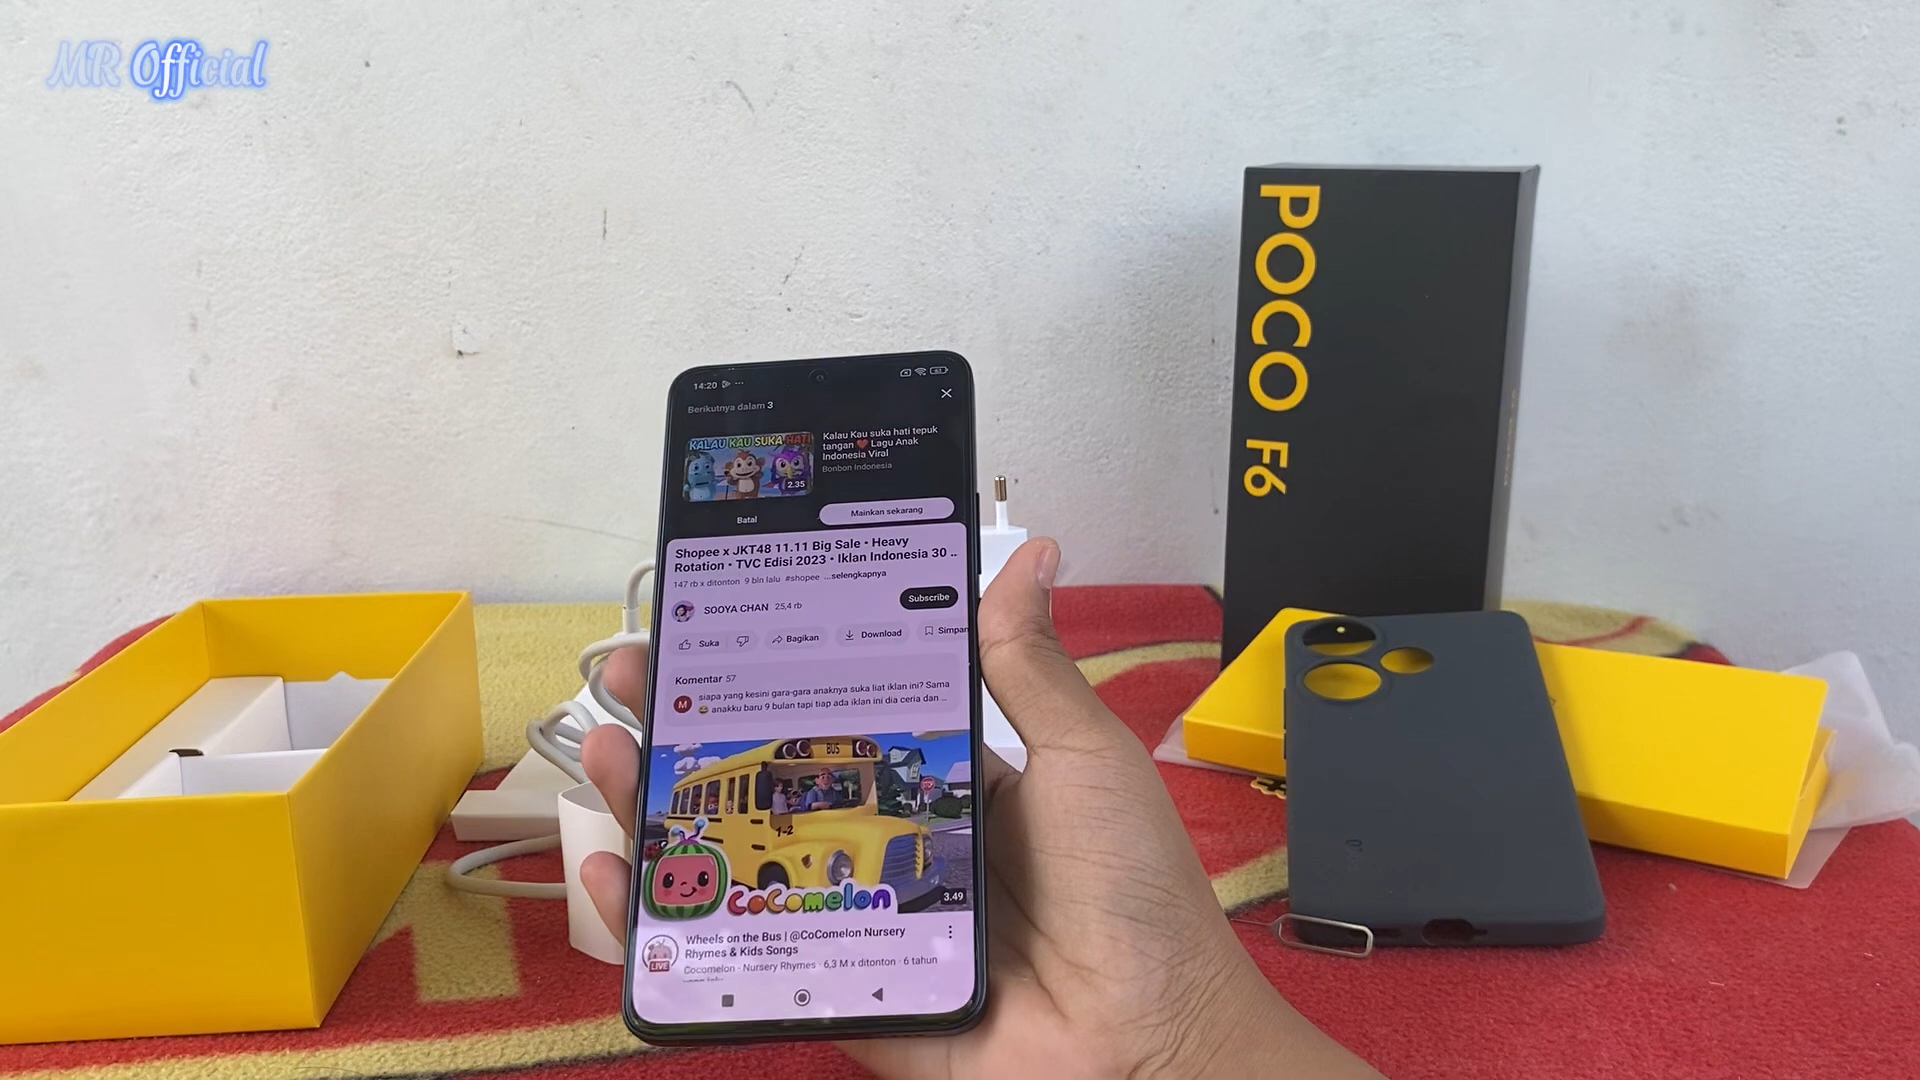 MR Official
POCO F6
14:20
Berikutnya dalam 3
KALAU KAU SUKA HATI
2.35
Kalau Kau suka hati tepuk
tangan ❤️ Lagu Anak
Indonesia Viral
Bonbon Indonesia
Batal
Mainkan sekarang
Shopee x JKT48 11.11 Big Sale • Heavy
Rotation • TVC Edisi 2023 • Iklan Indonesia 30 ..
147 rb x ditonton 9 bln lalu #shopee ...selengkapnya
SOOYA CHAN 25,4 rb
Subscribe
Suka
Bagikan
Download
Simpan
Komentar 57
M
siapa yang kesini gara-gara anaknya suka liat iklan ini? Sama
😂 anakku baru 9 bulan tapi tiap ada iklan ini dia ceria dan ...
BUS
1-2
CoComelon
3.49
LIVE
Wheels on the Bus | @CoComelon Nursery
Rhymes & Kids Songs
Cocomelon - Nursery Rhymes · 6,3 M x ditonton · 6 tahun